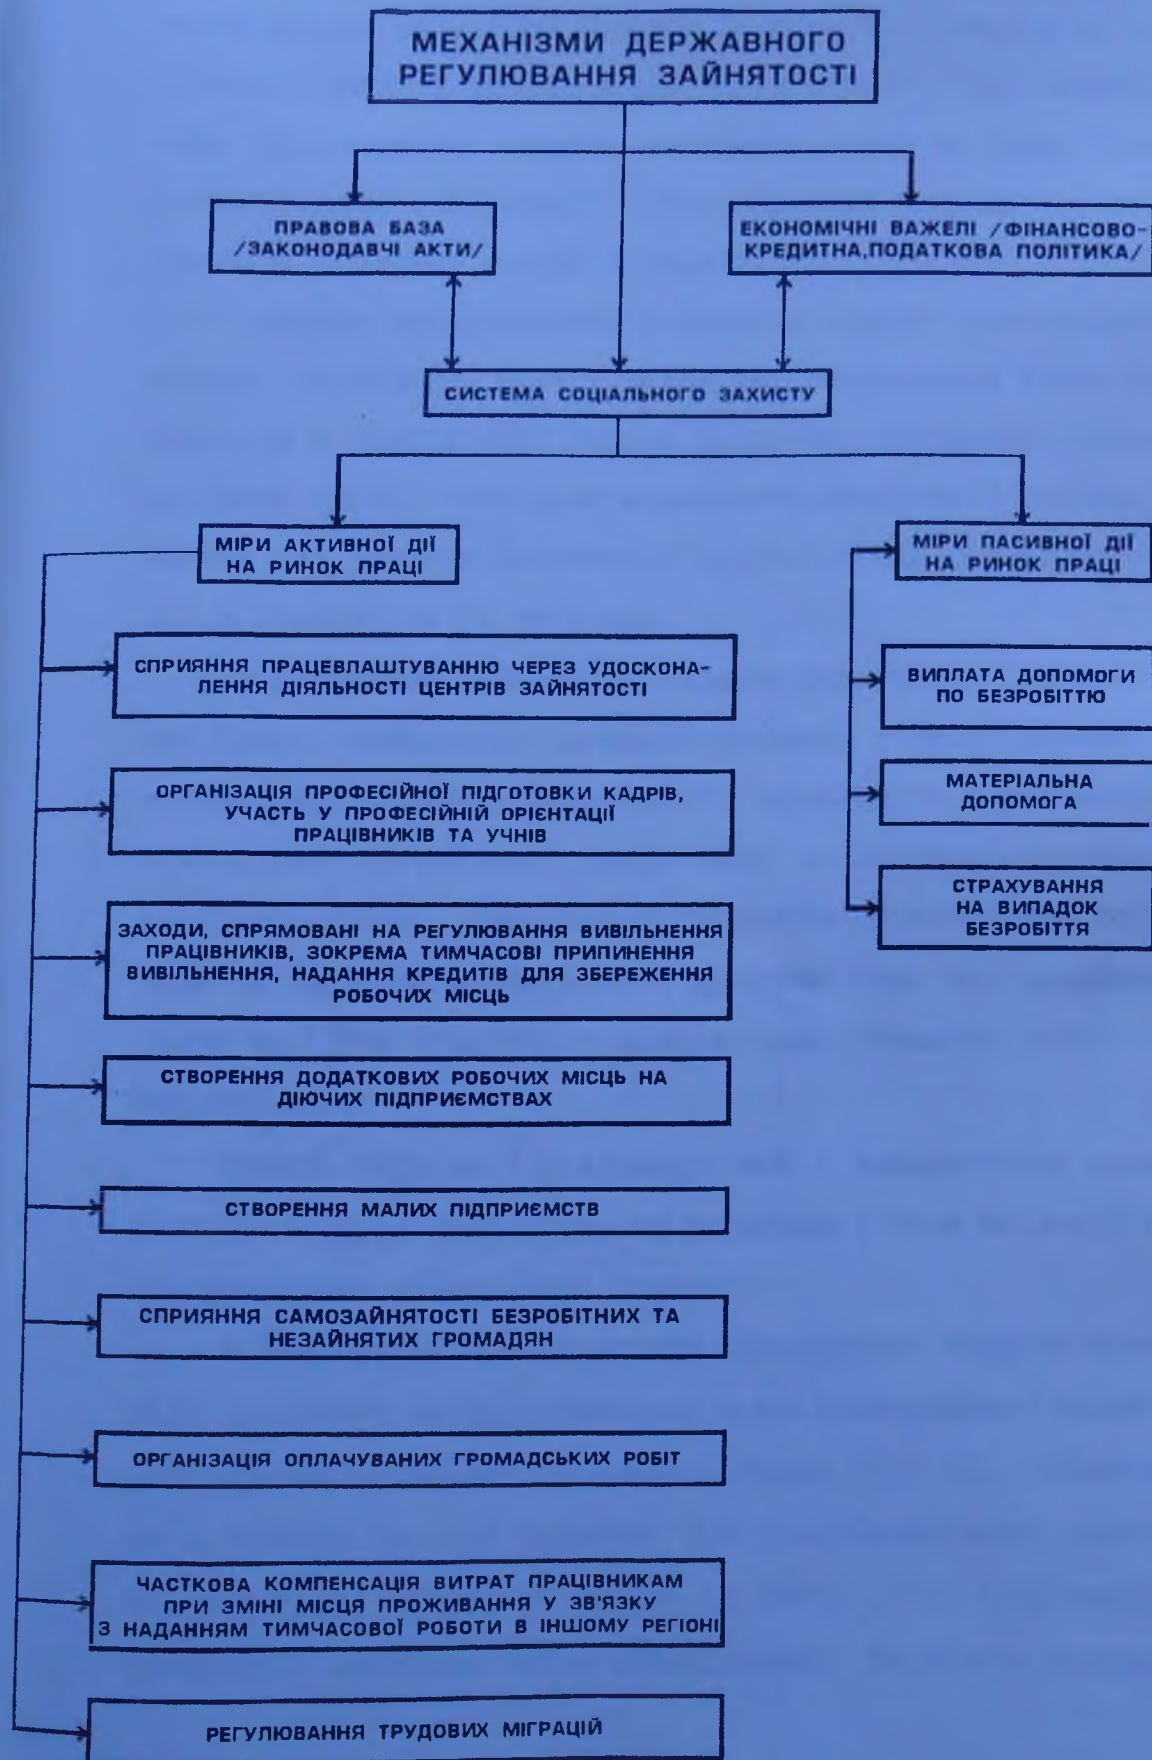 МЕХАНІЗМИ ДЕРЖАВНОГО
РЕГУЛЮВАННЯ ЗАЙНЯТОСТІ
ПРАВОВА БАЗА
/ЗАКОНОДАВЧІ АКТИ/
ЕКОНОМІЧНІ ВАЖЕЛІ /ФІНАНСОВО-
КРЕДИТНА,ПОДАТКОВА ПОЛІТИКА/
СИСТЕМА СОЦІАЛЬНОГО ЗАХИСТУ
МІРИ АКТИВНОЇ ДІЇ
НА РИНОК ПРАЦІ
СПРИЯННЯ ПРАЦЕВЛАШТУВАННЮ ЧЕРЕЗ УДОСКОНА-
ЛЕННЯ ДІЯЛЬНОСТІ ЦЕНТРІВ ЗАЙНЯТОСТІ
ОРГАНІЗАЦІЯ ПРОФЕСІЙНОЇ ПІДГОТОВКИ КАДРІВ,
УЧАСТЬ У ПРОФЕСІЙНІЙ ОРІЄНТАЦІЇ
ПРАЦІВНИКІВ ТА УЧНІВ
ЗАХОДИ, СПРЯМОВАНІ НА РЕГУЛЮВАННЯ ВИВІЛЬНЕННЯ
ПРАЦІВНИКІВ, ЗОКРЕМА ТИМЧАСОВІ ПРИПИНЕННЯ
ВИВІЛЬНЕННЯ, НАДАННЯ КРЕДИТІВ ДЛЯ ЗБЕРЕЖЕННЯ
РОБОЧИХ МІСЦЬ
СТВОРЕННЯ ДОДАТКОВИХ РОБОЧИХ МІСЦЬ НА
ДІЮЧИХ ПІДПРИЄМСТВАХ
СТВОРЕННЯ МАЛИХ ПІДПРИЄМСТВ
СПРИЯННЯ САМОЗАЙНЯТОСТІ БЕЗРОБІТНИХ ТА
НЕЗАЙНЯТИХ ГРОМАДЯН
ОРГАНІЗАЦІЯ ОПЛАЧУВАНИХ ГРОМАДСЬКИХ РОБІТ
ЧАСТКОВА КОМПЕНСАЦІЯ ВИТРАТ ПРАЦІВНИКАМ
ПРИ ЗМІНІ МІСЦЯ ПРОЖИВАННЯ У ЗВ'ЯЗКУ
З НАДАННЯМ ТИМЧАСОВОЇ РОБОТИ В ІНШОМУ РЕГІОНІ
РЕГУЛЮВАННЯ ТРУДОВИХ МІГРАЦІЙ
МІРИ ПАСИВНОЇ ДІЇ
НА РИНОК ПРАЦІ
ВИПЛАТА ДОПОМОГИ
ПО БЕЗРОБІТТЮ
МАТЕРІАЛЬНА
ДОПОМОГА
СТРАХУВАННЯ
НА ВИПАДОК
БЕЗРОБІТТЯ